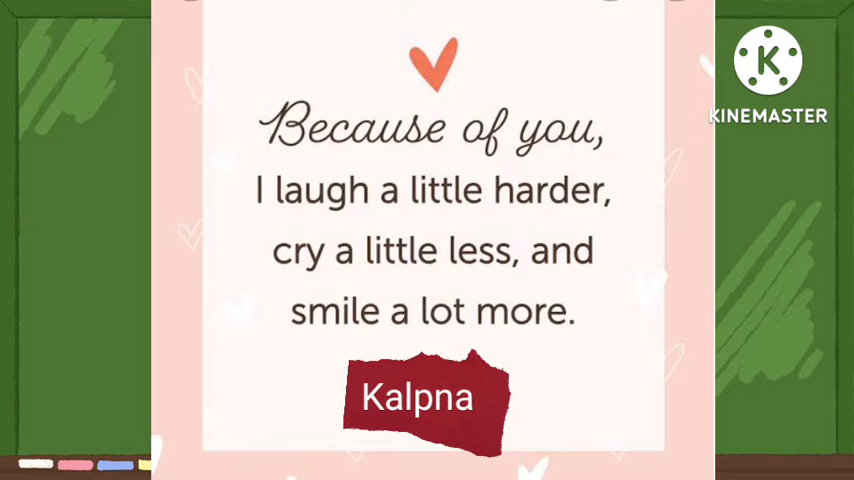 Because of you,
I laugh a little harder,
cry a little less, and
smile a lot more.
Kalpna
K
KINEMASTER